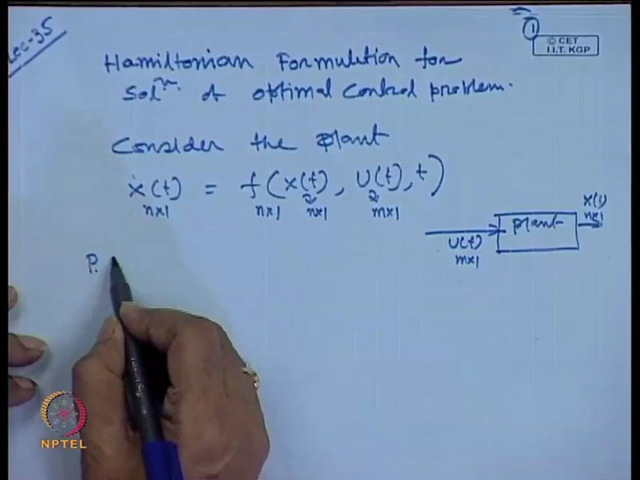 Lec-35
①
© CET
I.I.T. KGP
Hamiltonian Formulation for
Solⁿ. of optimal Control problem.
Consider the plant
ẋ(t) = f(x(t), u(t), t)
n×1 n×1 n×1 m×1
plant
x(t)
n×1
u(t)
m×1
P.
NPTEL